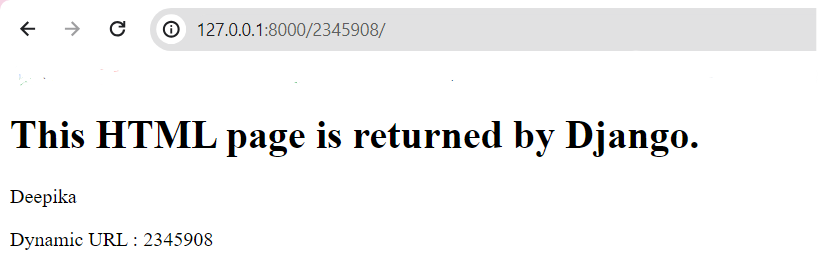 127.0.0.1:8000/2345908/
This HTML page is returned by Django.
Deepika
Dynamic URL : 2345908